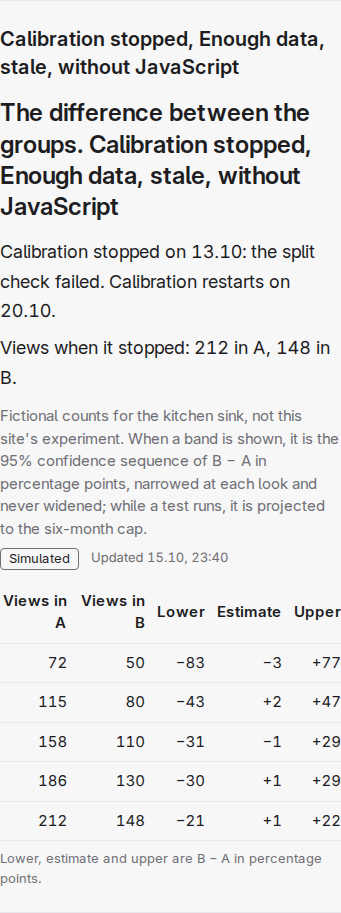 Calibration stopped, Enough data,
stale, without JavaScript
The difference between the
groups. Calibration stopped,
Enough data, stale, without
JavaScript
Calibration stopped on 13.10: the split
check failed. Calibration restarts on
20.10.
Views when it stopped: 212 in A, 148 in
B.
Fictional counts for the kitchen sink, not this
site's experiment. When a band is shown, it is the
95% confidence sequence of B − A in
percentage points, narrowed at each look and
never widened; while a test runs, it is projected
to the six-month cap.
Simulated Updated 15.10, 23:40
Views in A Views in B Lower Estimate Upper
72 50 −83 −3 +77
115 80 −43 +2 +47
158 110 −31 −1 +29
186 130 −30 +1 +29
212 148 −21 +1 +22
Lower, estimate and upper are B − A in percentage
points.